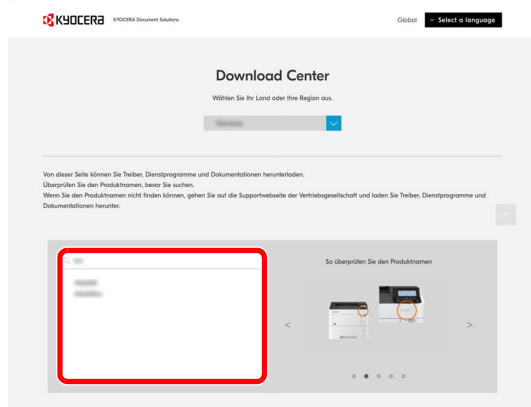 KYOCERA KYOCERA Document Solutions
Global Select a language
Download Center
Wählen Sie Ihr Land oder Ihre Region aus.
Von dieser Seite können Sie Treiber, Dienstprogramme und Dokumentationen herunterladen.
Überprüfen Sie den Produktnamen, bevor Sie suchen.
Wenn Sie den Produktnamen nicht finden können, gehen Sie auf die Supportwebseite der Vertriebsgesellschaft und laden Sie Treiber, Dienstprogramme und
Dokumentationen herunter.
So überprüfen Sie den Produktnamen
< >